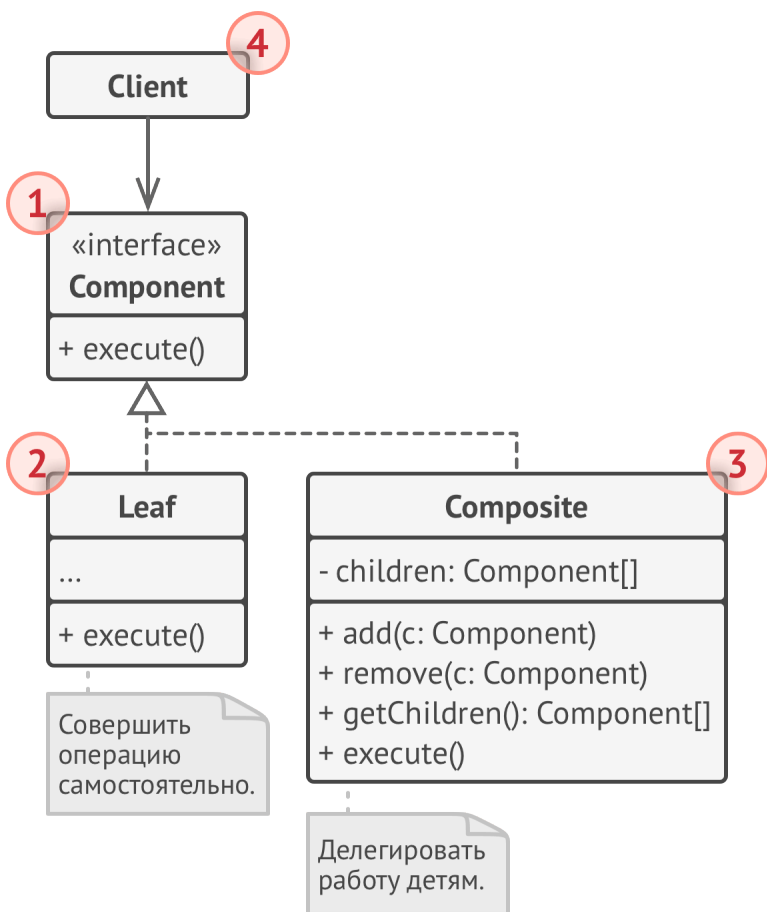 4
Client
1
«interface»
Component
+ execute()
2
Leaf
...
+ execute()
Совершить
операцию
самостоятельно.
3
Composite
- children: Component[]
+ add(c: Component)
+ remove(c: Component)
+ getChildren(): Component[]
+ execute()
Делегировать
работу детям.